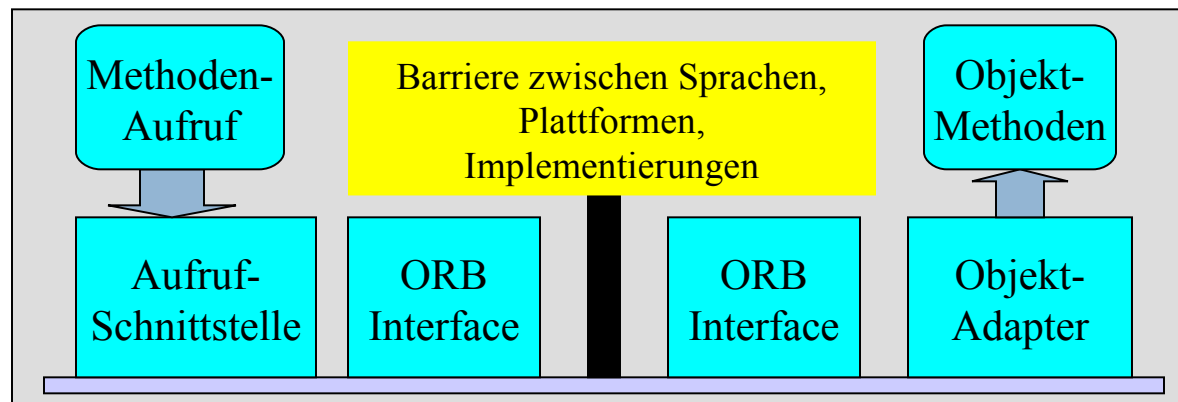 Methoden-
Aufruf
Barriere zwischen Sprachen,
Plattformen,
Implementierungen
Objekt-
Methoden
Aufruf-
Schnittstelle
ORB
Interface
ORB
Interface
Objekt-
Adapter